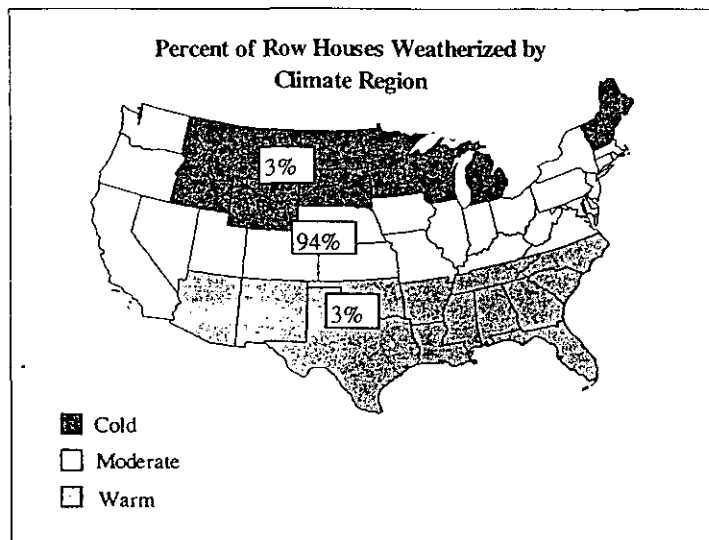 Percent of Row Houses Weatherized by
Climate Region
3%
94%
3%
Cold
Moderate
Warm